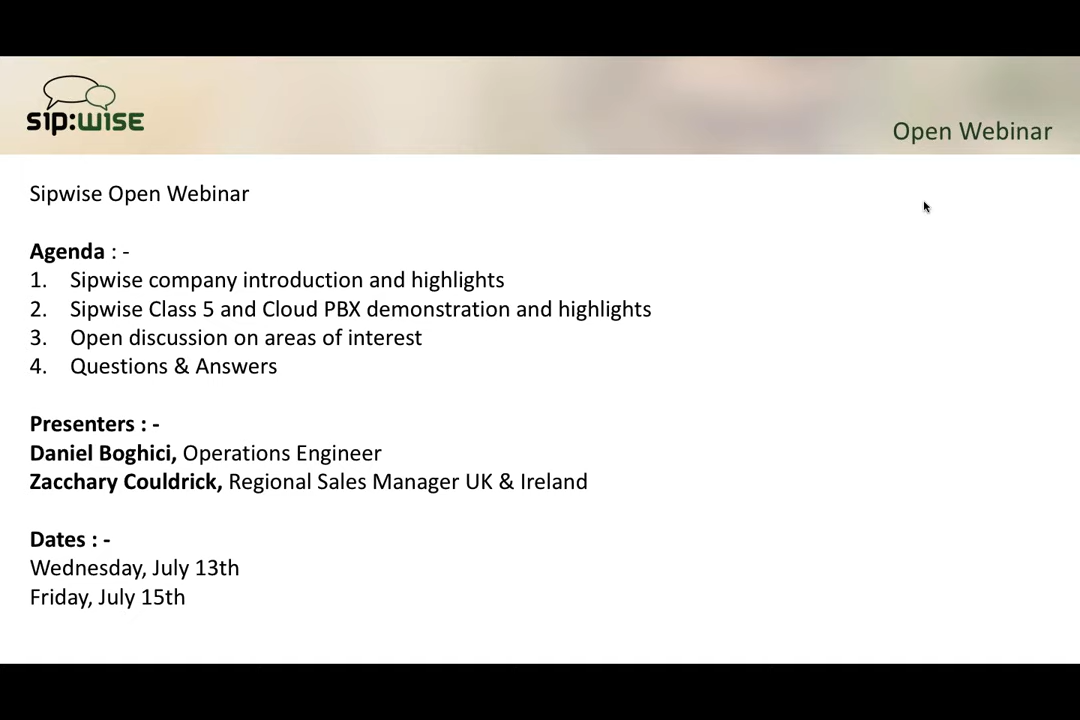 sip:wise
Open Webinar
Sipwise Open Webinar
Agenda : -
1. Sipwise company introduction and highlights
2. Sipwise Class 5 and Cloud PBX demonstration and highlights
3. Open discussion on areas of interest
4. Questions & Answers
Presenters : -
Daniel Boghici, Operations Engineer
Zacchary Couldrick, Regional Sales Manager UK & Ireland
Dates : -
Wednesday, July 13th
Friday, July 15th